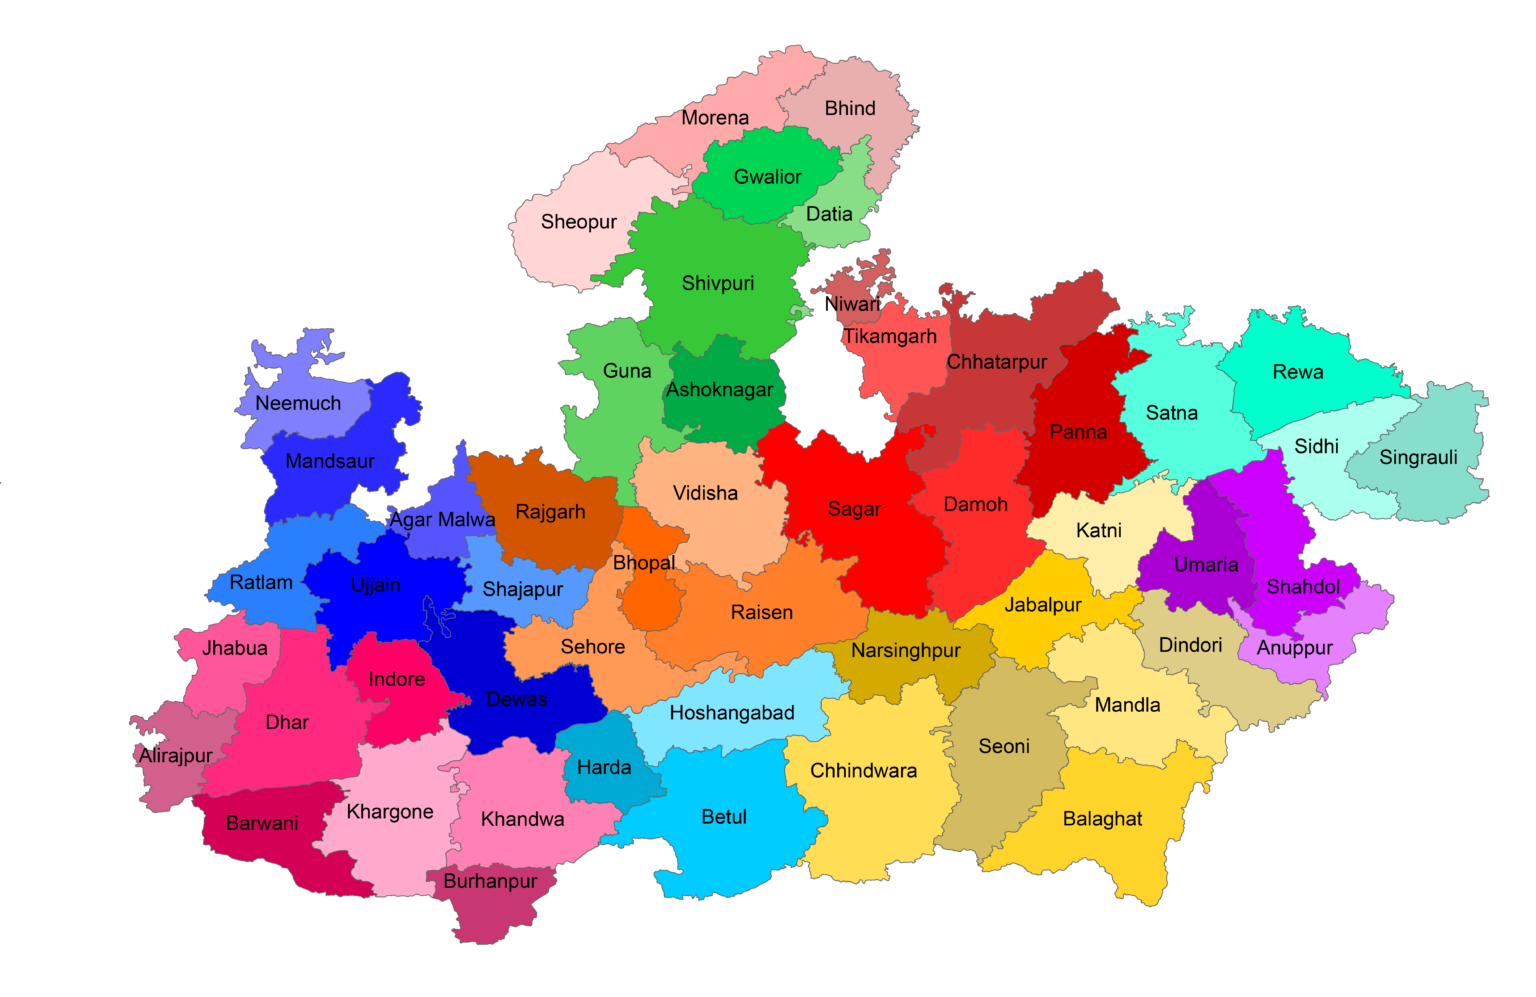 Bhind
Morena
Gwalior
Datia
Sheopur
Shivpuri
Niwari
Tikamgarh
Chhatarpur
Guna
Rewa
Ashoknagar
Neemuch
Satna
Panna
Sidhi
Singrauli
Mandsaur
Vidisha
Sagar
Damoh
Rajgarh
Agar Malwa
Katni
Bhopal
Umaria
Ratlam
Ujjain
Shajapur
Shahdol
Raisen
Jabalpur
Jhabua
Sehore
Narsinghpur
Dindori
Anuppur
Indore
Dewas
Mandla
Hoshangabad
Dhar
Seoni
Alirajpur
Harda
Chhindwara
Khargone
Barwani
Khandwa
Betul
Balaghat
Burhanpur